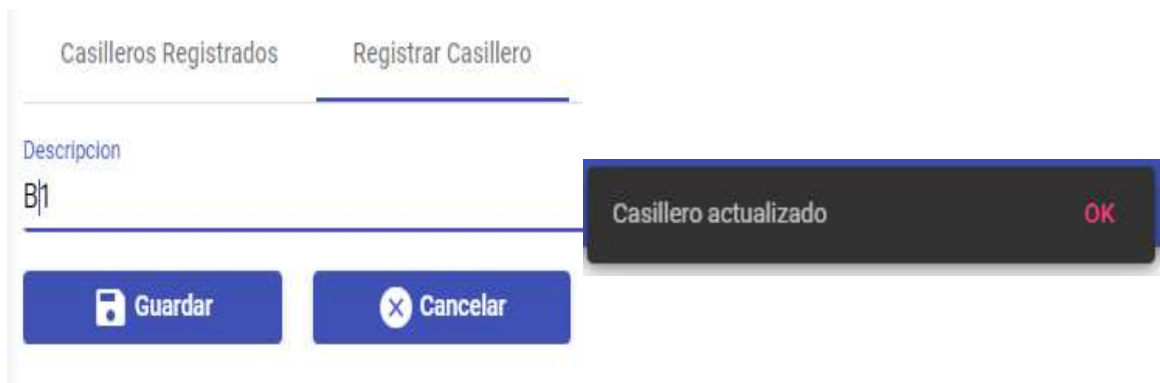 Casilleros Registrados
Registrar Casillero
Descripcion
B1
Guardar
Cancelar
Casillero actualizado
OK